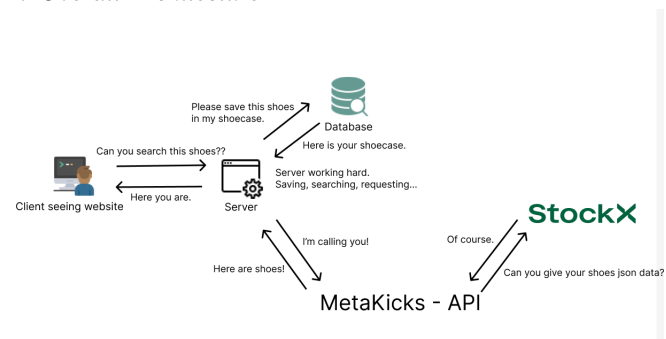 Please save this shoes
in my shoecase.
Database
Can you search this shoes??
Here is your shoecase.
Server working hard.
Saving, searching, requesting...
Here you are.
Client seeing website
Server
StockX
I'm calling you!
Of course.
Here are shoes!
Can you give your shoes json data?
MetaKicks - API